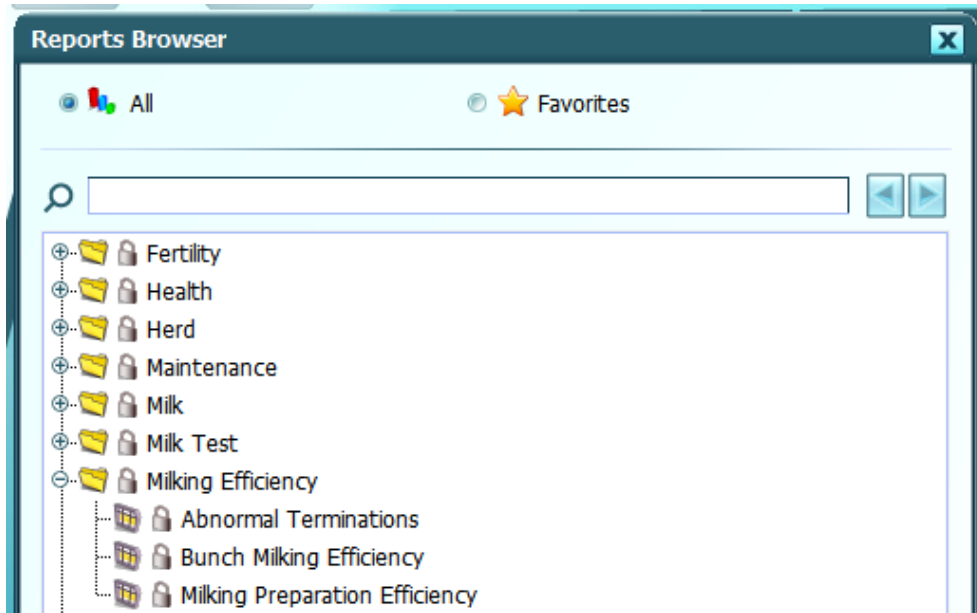 Reports Browser
All Favorites
Fertility
Health
Herd
Maintenance
Milk
Milk Test
Milking Efficiency
Abnormal Terminations
Bunch Milking Efficiency
Milking Preparation Efficiency